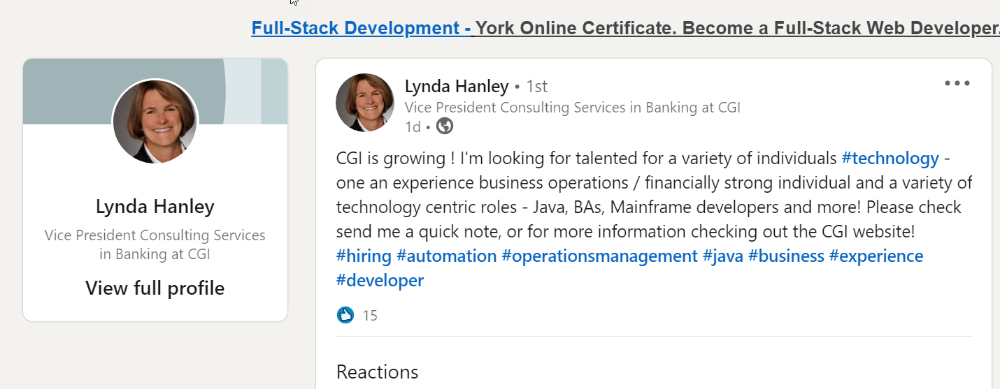 Full-Stack Development - York Online Certificate. Become a Full-Stack Web Developer.
Lynda Hanley
Vice President Consulting Services
in Banking at CGI
View full profile
Lynda Hanley • 1st
Vice President Consulting Services in Banking at CGI
1d •
CGI is growing ! I'm looking for talented for a variety of individuals #technology -
one an experience business operations / financially strong individual and a variety of
technology centric roles - Java, BAs, Mainframe developers and more! Please check
send me a quick note, or for more information checking out the CGI website!
#hiring #automation #operationsmanagement #java #business #experience
#developer
15
Reactions